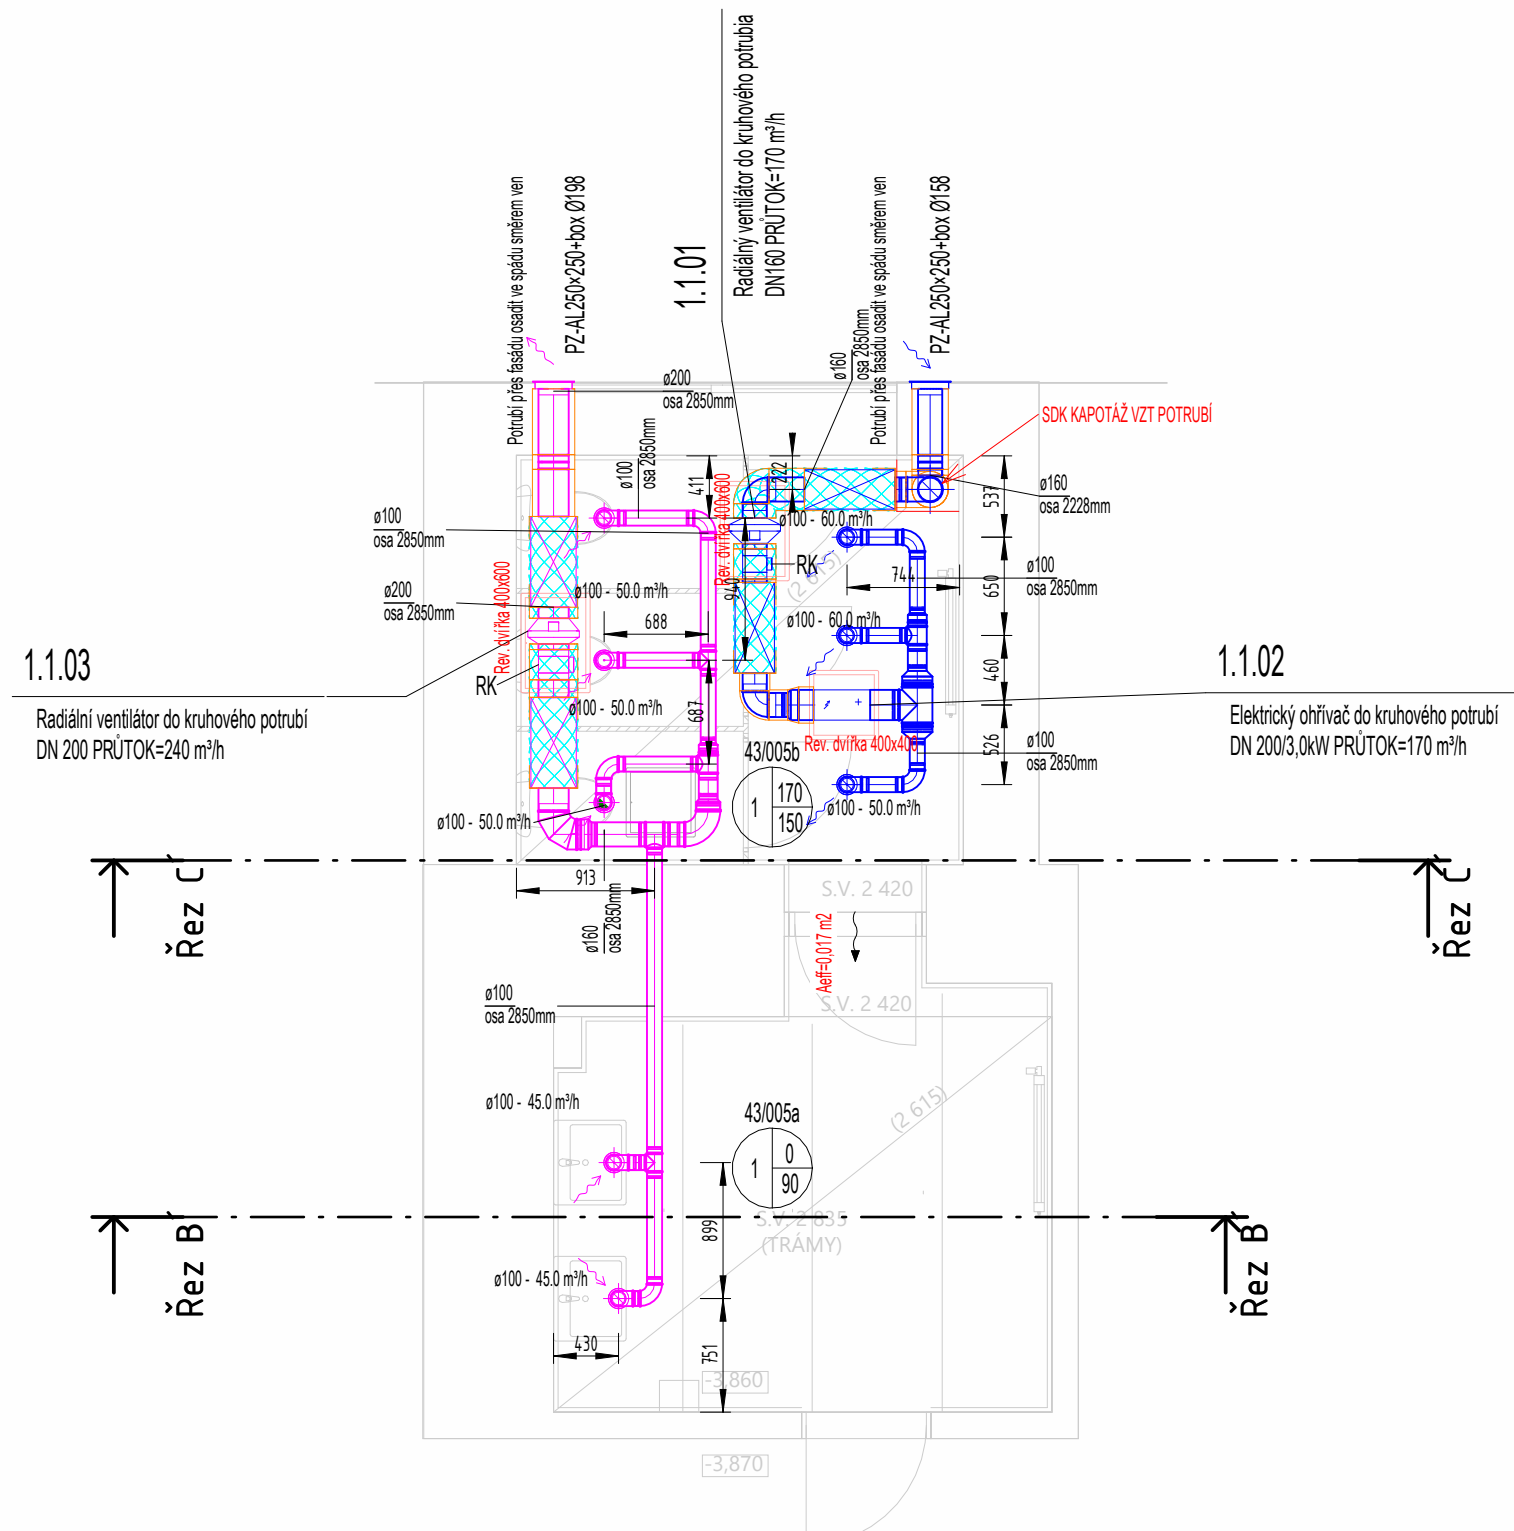 Radiálný ventilátor do kruhového potrubia
DN160 PRŮTOK=170 m³/h
1.1.01
Potrubí přes fasádu osadit ve spádu směrem ven
PZ-AL250×250+box Ø198
Potrubí přes fasádu osadit ve spádu směrem ven
PZ-AL250×250+box Ø158
ø160
osa 2850mm
ø200
osa 2850mm
SDK KAPOTÁŽ VZT POTRUBÍ
ø100
osa 2850mm
411
222
537
ø160
osa 2228mm
ø100
osa 2850mm
Rev. dvířka 400x600
ø100 - 60.0 m³/h
RK
940
(2 615)
744
650
ø100
osa 2850mm
ø200
osa 2850mm
Rev. dvířka 400x600
ø100 - 50.0 m³/h
688
ø100 - 60.0 m³/h
460
1.1.03
Radiální ventilátor do kruhového potrubí
DN 200 PRŮTOK=240 m³/h
RK
ø100 - 50.0 m³/h
687
1.1.02
Elektrický ohřívač do kruhového potrubí
DN 200/3,0kW PRŮTOK=170 m³/h
Rev. dvířka 400x400
526
ø100
osa 2850mm
43/005b
1
170
150
ø100 - 50.0 m³/h
ø100 - 50.0 m³/h
Řez C
Řez C
913
ø160
osa 2850mm
S.V. 2 420
Aeff=0,017 m2
S.V. 2 420
ø100
osa 2850mm
ø100 - 45.0 m³/h
(2 615)
43/005a
1
0
90
S.V. 2 835
(TRÁMY)
899
Řez B
Řez B
ø100 - 45.0 m³/h
430
751
-3,860
-3,870